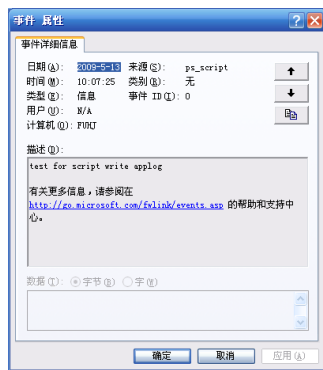 事件 属性
事件详细信息
日期(A): 2009-5-13 来源(S): ps_script
时间(M): 10:07:25 类别(R): 无
类型(E): 信息 事件 ID(I): 0
用户(U): N/A
计算机(O): FUHJ
描述(D):
test for script write applog
有关更多信息，请参阅在
http://go.microsoft.com/fwlink/events.asp 的帮助和支持中
心。
数据(T): 字节(B) 字(W)
确定 取消 应用(A)